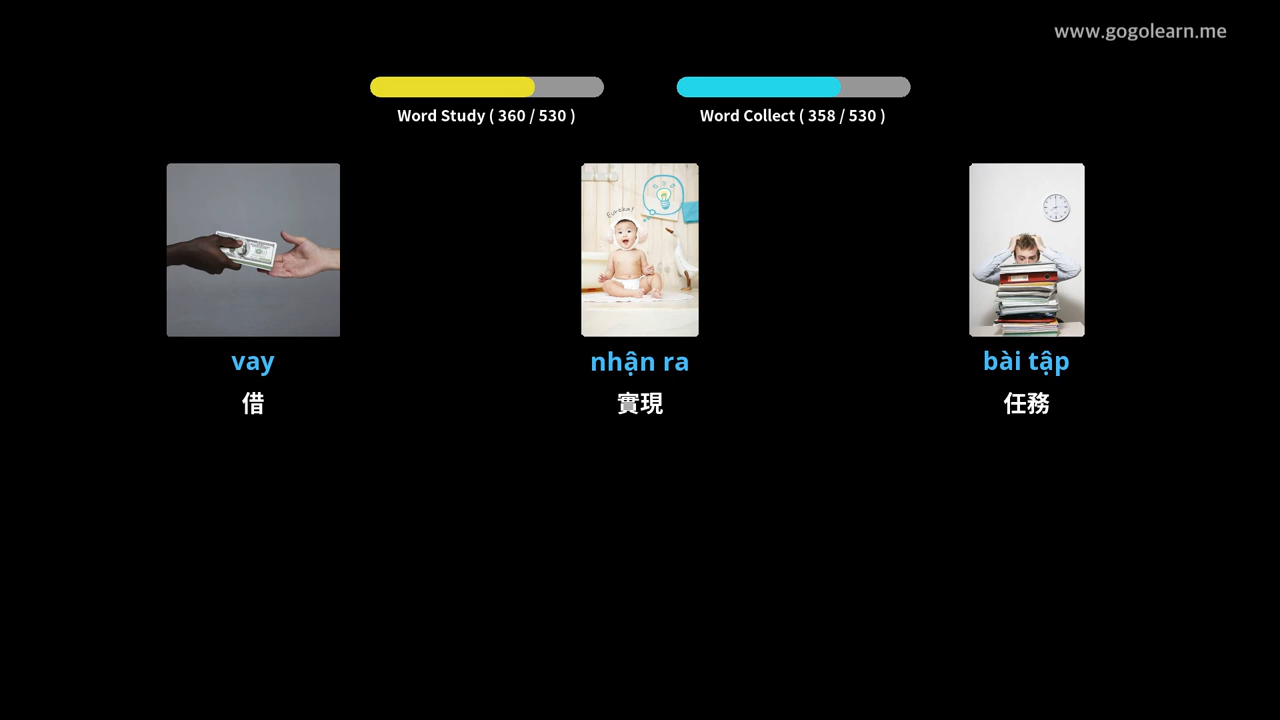 www.gogolearn.me
Word Study ( 360 / 530 )
Word Collect ( 358 / 530 )
Eureka!
vay
nhận ra
bài tập
借
實現
任務